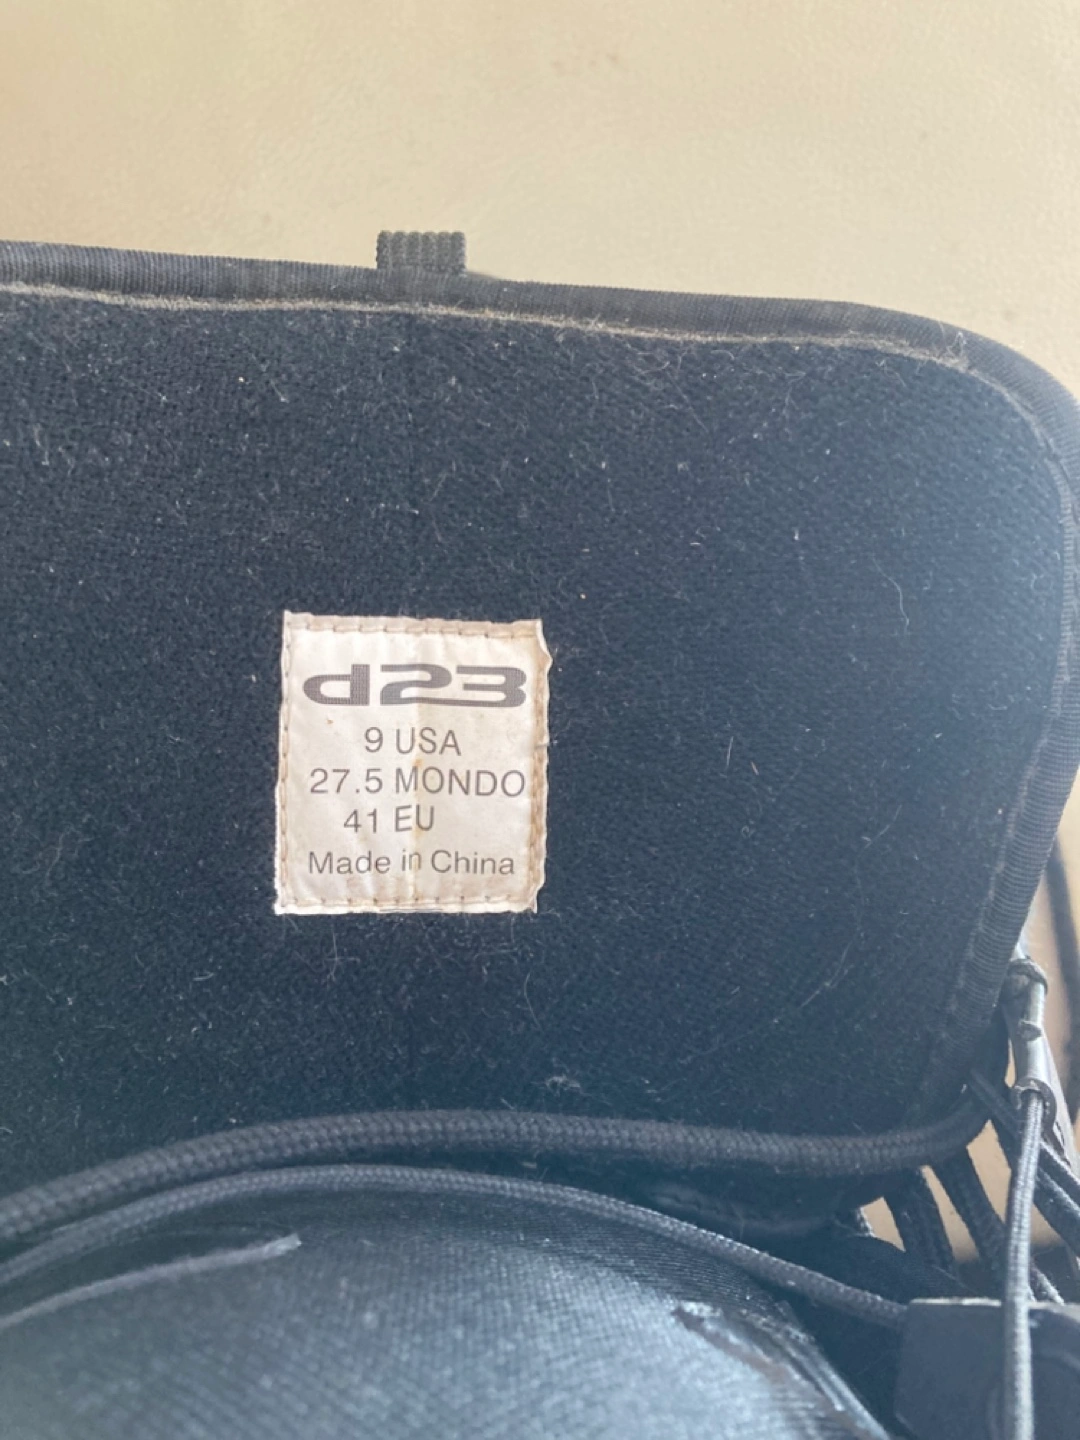 d23
9 USA
27.5 MONDO
41 EU
Made in China